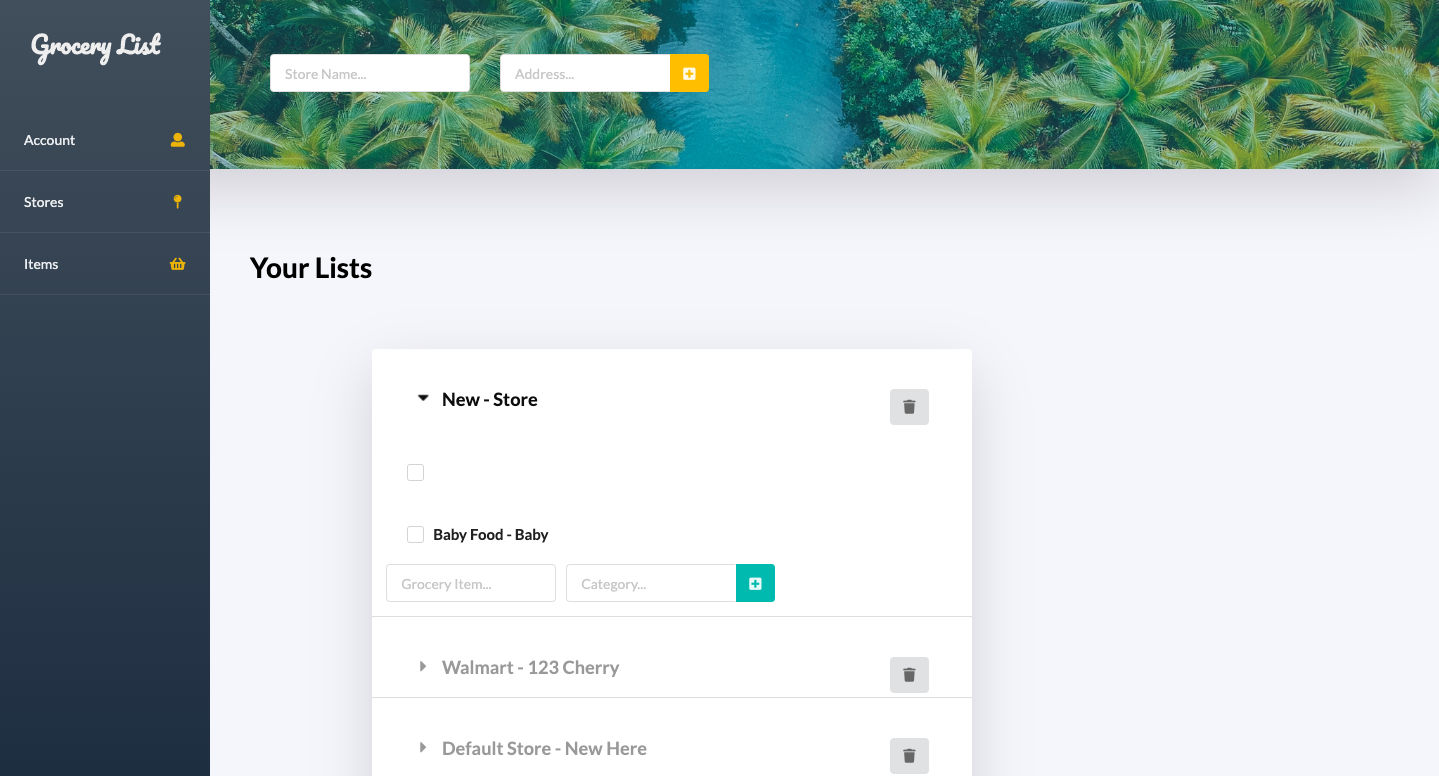 Grocery List
Store Name...
Address...
Account
Stores
Items
Your Lists
New - Store
Baby Food - Baby
Grocery Item...
Category...
Walmart - 123 Cherry
Default Store - New Here